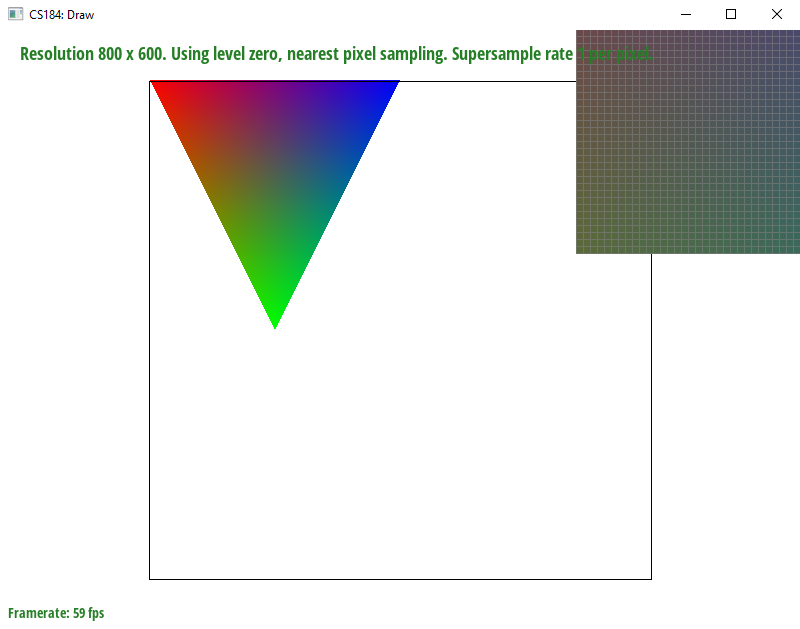 CS184: Draw
Resolution 800 x 600. Using level zero, nearest pixel sampling. Supersample rate 1 per pixel.
Framerate: 59 fps